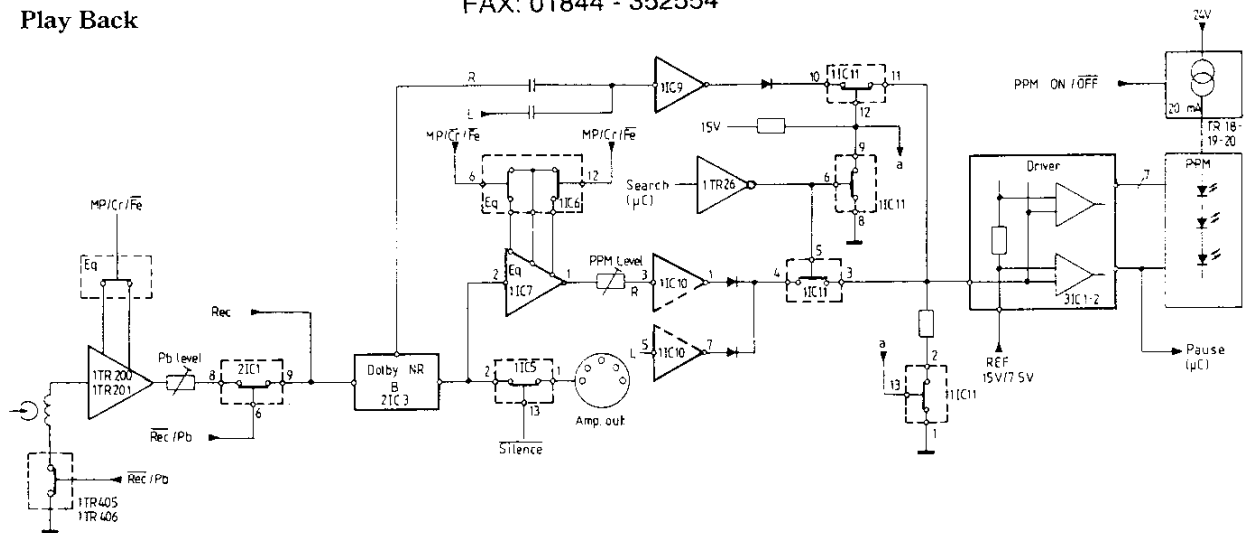 FAX: 01844 - 352554
Play Back
24V
PPM ON/OFF
20 mA
TR 18-
19-20
R
L
1IC9
10
1IC11
11
12
15V
a
MP/Cr/Fe
MP/Cr/Fe
6
12
Eq
1IC6
Search
(µC)
1TR26
9
6
1IC11
8
Driver
7
PPM
MP/Cr/Fe
Eq
2
Eq
1IC7
1
PPM Level
3
R
1IC10
1
5
4
1IC11
3
3IC1-2
L
5
1IC10
7
REF
15V/7.5V
Pause
(µC)
Rec
1TR200
1TR201
Pb level
8
2IC1
9
6
Rec/Pb
Dolby NR
B
2IC3
2
1IC5
1
13
Silence
Amp. out
a
2
13
1IC11
1
Rec/Pb
1TR405
1TR406